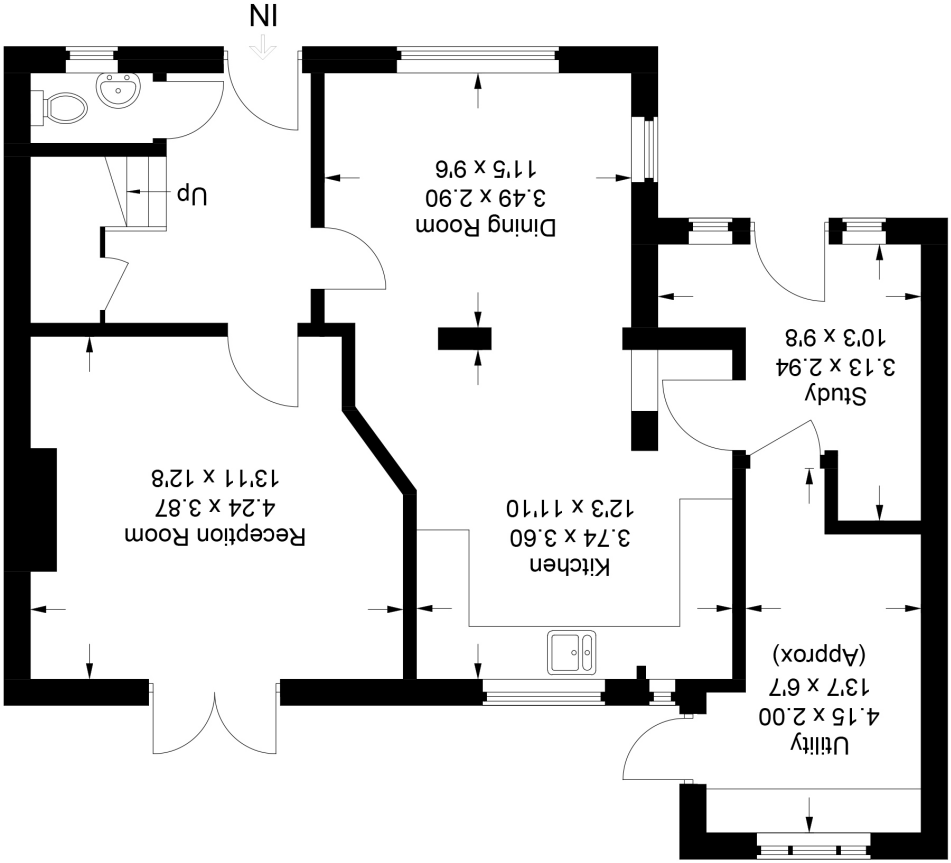 Utility
4.15 x 2.00
13'7 x 6'7
(Approx)
Kitchen
3.74 x 3.60
12'3 x 11'10
Reception Room
4.24 x 3.87
13'11 x 12'8
Study
3.13 x 2.94
10'3 x 9'8
Dining Room
3.49 x 2.90
11'5 x 9'6
Up
IN